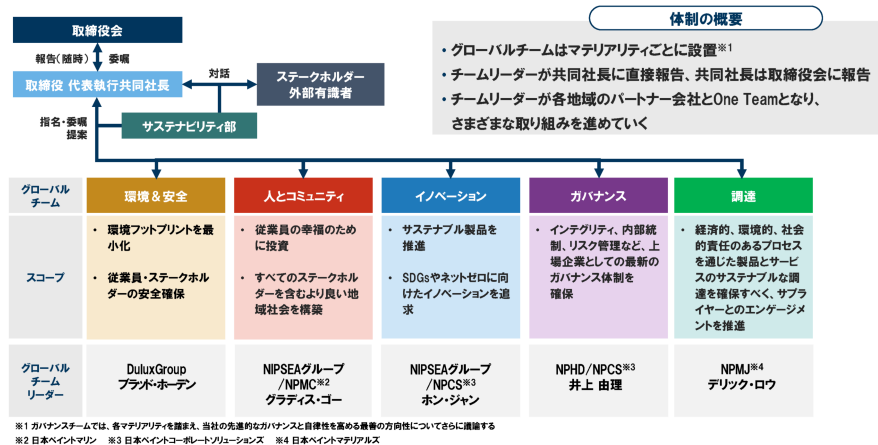 取締役会
報告(随時)
委嘱
取締役 代表執行共同社長
対話
ステークホルダー
外部有識者
指名・委嘱
提案
サステナビリティ部
体制の概要
・グローバルチームはマテリアリティごとに設置※1
・チームリーダーが共同社長に直接報告、共同社長は取締役会に報告
・チームリーダーが各地域のパートナー会社とOne Teamとなり、
さまざまな取り組みを進めていく
グローバル
チーム
環境&安全
人とコミュニティ
イノベーション
ガバナンス
調達
スコープ
・環境フットプリントを最
小化
・従業員・ステークホル
ダーの安全確保
・従業員の幸福のため
に投資
・すべてのステークホル
ダーを含むより良い地
域社会を構築
・サステナブル製品を
推進
・SDGsやネットゼロに向
けたイノベーションを追
求
・インテグリティ、内部統
制、リスク管理など、上
場企業としての最新の
ガバナンス体制を
確保
・経済的、環境的、社会
的責任のあるプロセス
を通じた製品とサービ
スのサステナブルな調
達を確保すべく、サプラ
イヤーとのエンゲージメ
ントを推進
グローバル
チーム
リーダー
DuluxGroup
ブラッド・ホーデン
NIPSEAグループ
/NPMC※2
グラディス・ゴー
NIPSEAグループ
/NPCS※3
ホン・ジャン
NPHD/NPCS※3
井上 由理
NPMJ※4
デリック・ロウ
※1 ガバナンスチームでは、各マテリアリティを踏まえ、当社の先進的なガバナンスと自律性を高める最善の方向性についてさらに議論する
※2 日本ペイントマリン ※3 日本ペイントコーポレートソリューションズ ※4 日本ペイントマテリアルズ